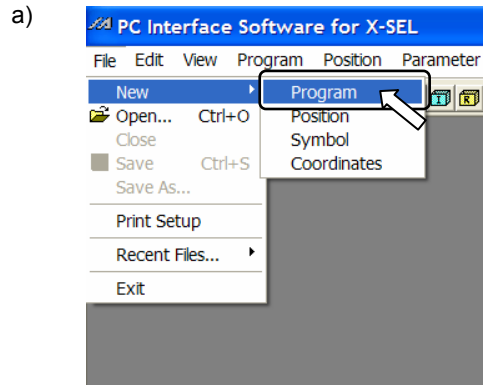 a)
PC Interface Software for X-SEL
File Edit View Program Position Parameter
New
Program
I R
Open... Ctrl+O
Position
Close
Symbol
Save Ctrl+S
Coordinates
Save As...
Print Setup
Recent Files...
Exit